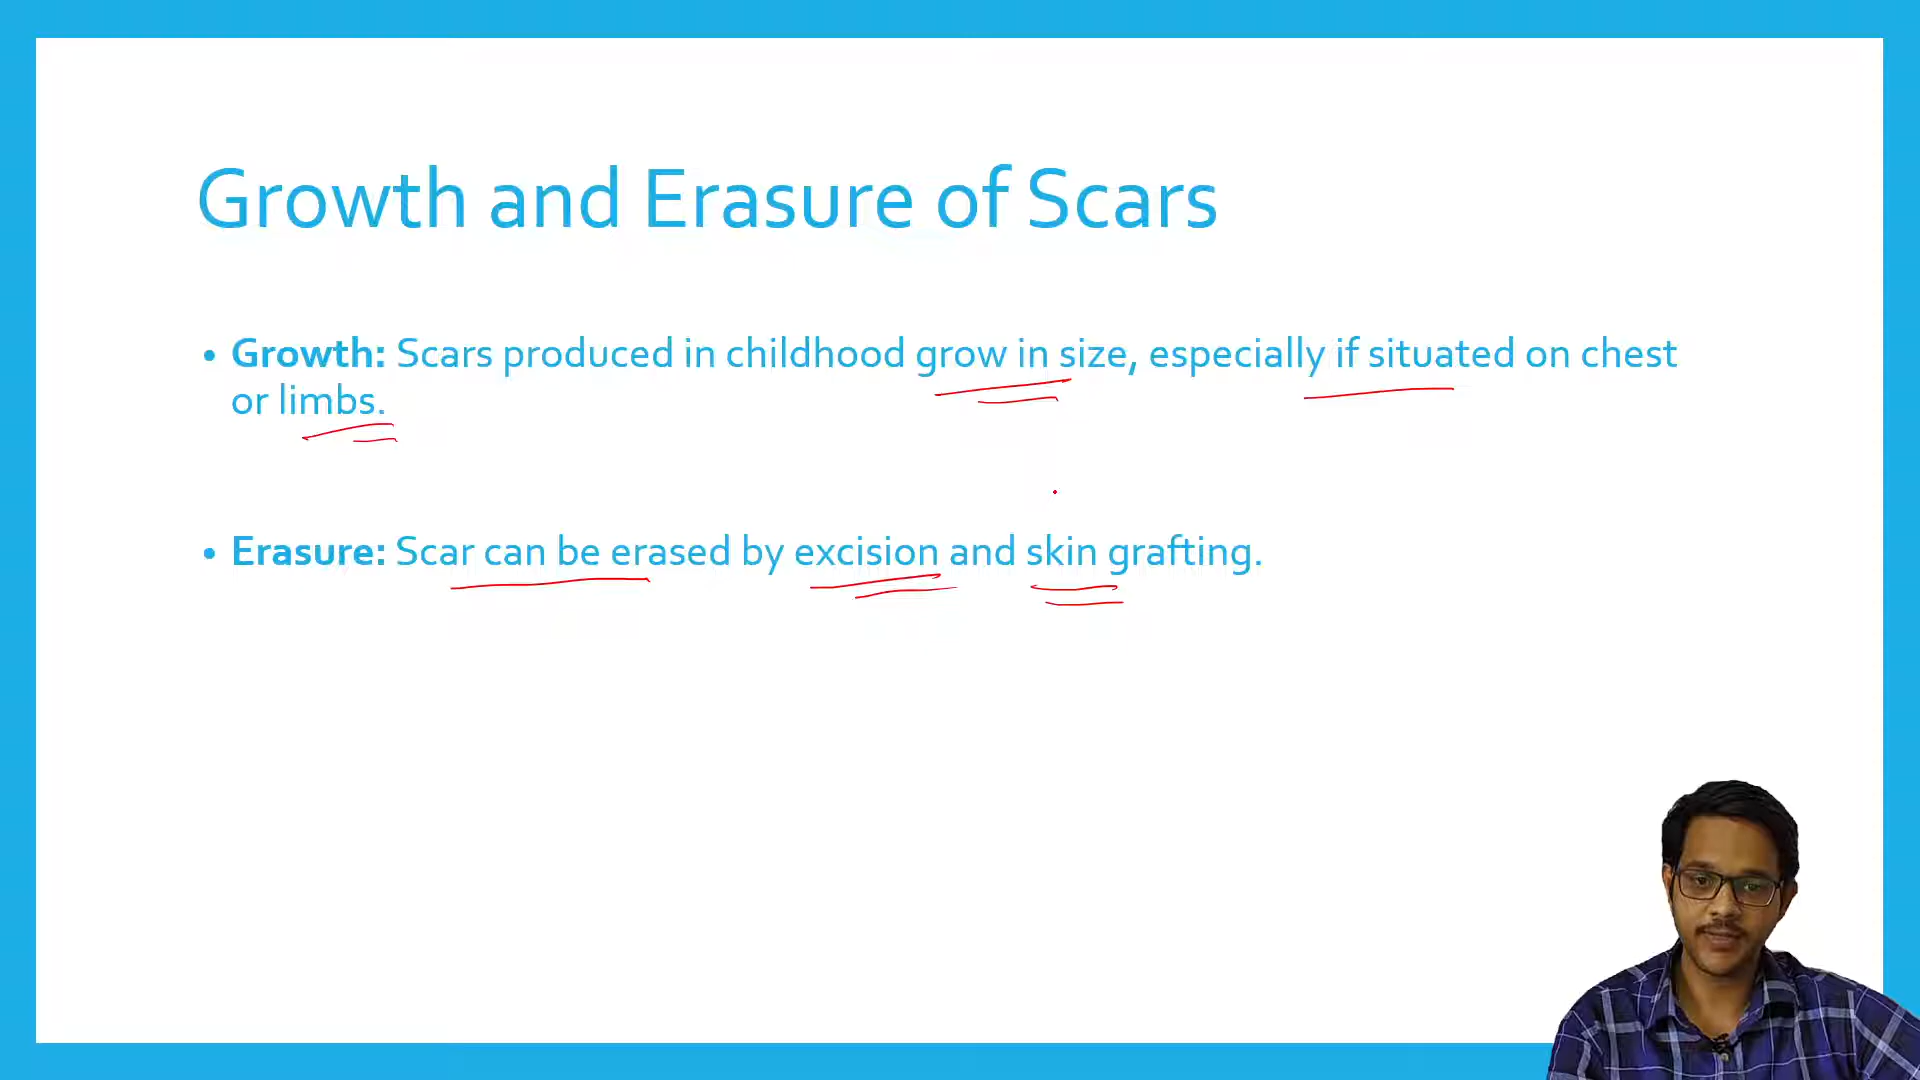 Growth and Erasure of Scars
• Growth: Scars produced in childhood grow in size, especially if situated on chest
or limbs.
• Erasure: Scar can be erased by excision and skin grafting.